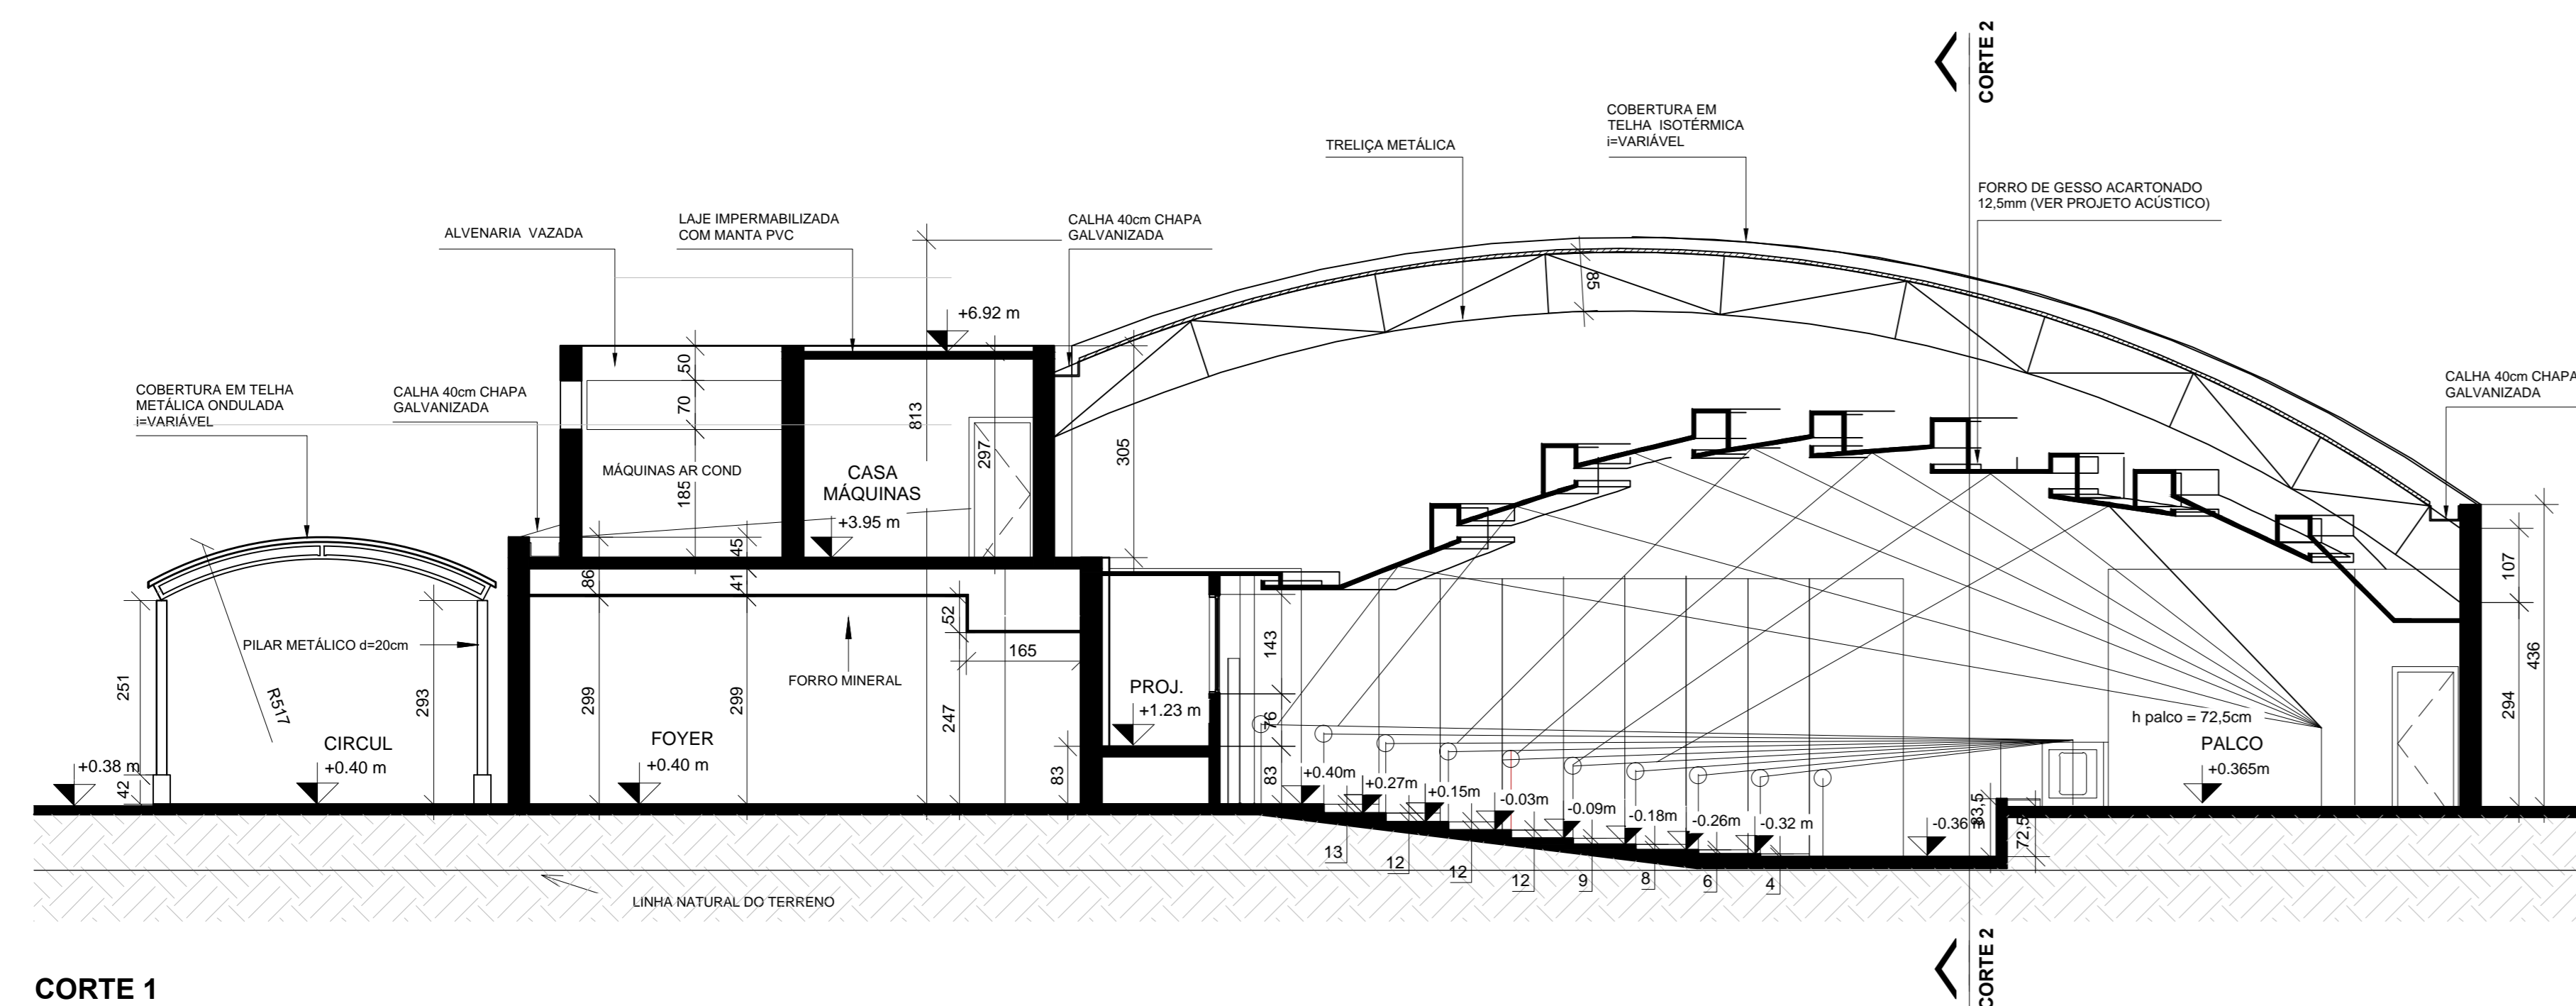 CORTE 2
COBERTURA EM
TELHA ISOTÉRMICA
i=VARIÁVEL
TRELIÇA METÁLICA
FORRO DE GESSO ACARTONADO
12,5mm (VER PROJETO ACÚSTICO)
ALVENARIA VAZADA
LAJE IMPERMABILIZADA
COM MANTA PVC
CALHA 40cm CHAPA
GALVANIZADA
85
+6.92 m
COBERTURA EM TELHA
METÁLICA ONDULADA
i=VARIÁVEL
CALHA 40cm CHAPA
GALVANIZADA
50
70
185
813
297
305
CALHA 40cm CHAPA
GALVANIZADA
MÁQUINAS AR COND
CASA
MÁQUINAS
+3.95 m
86
45
41
52
165
107
436
294
PILAR METÁLICO d=20cm
251
R517
293
299
299
247
83
FORRO MINERAL
143
76
83
PROJ.
+1.23 m
h palco = 72,5cm
PALCO
+0.365m
CIRCUL
+0.40 m
FOYER
+0.40 m
+0.38 m
42
+0.40m
+0.27m
+0.15m
-0.03m
-0.09m
-0.18m
-0.26m
-0.32 m
-0.36 m
83,5
72,5
13
12
12
12
9
8
6
4
LINHA NATURAL DO TERRENO
CORTE 2
CORTE 1